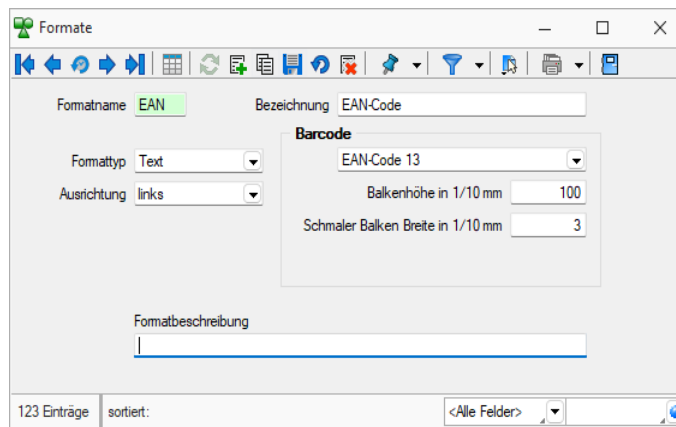 Formate
Formatname EAN Bezeichnung EAN-Code
Barcode
Formattyp Text EAN-Code 13
Ausrichtung links Balkenhöhe in 1/10 mm 100
Schmaler Balken Breite in 1/10 mm 3
Formatbeschreibung
123 Einträge sortiert: <Alle Felder>